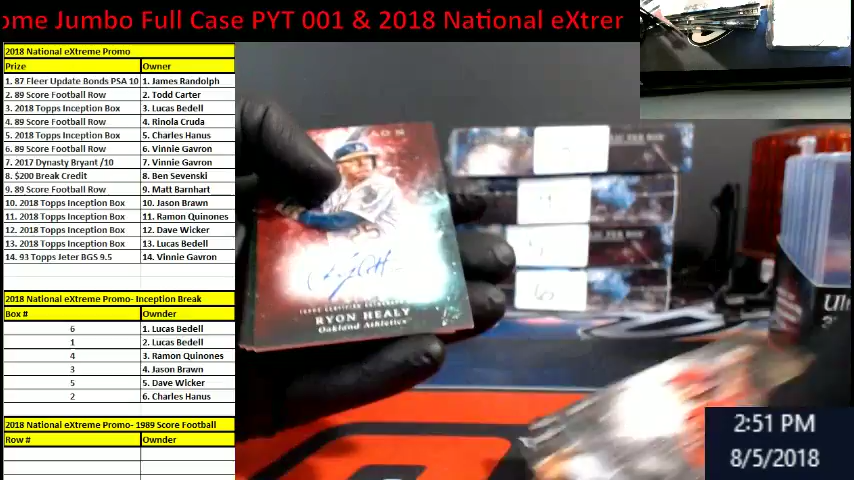 ome Jumbo Full Case PYT 001 & 2018 National eXtrer
2018 National eXtreme Promo
Prize Owner
1. 87 Fleer Update Bonds PSA 10 1. James Randolph
2. 89 Score Football Row 2. Todd Carter
3. 2018 Topps Inception Box 3. Lucas Bedell
4. 89 Score Football Row 4. Rinola Cruda
5. 2018 Topps Inception Box 5. Charles Hanus
6. 89 Score Football Row 6. Vinnie Gavron
7. 2017 Dynasty Bryant /10 7. Vinnie Gavron
8. $200 Break Credit 8. Ben Sevenski
9. 89 Score Football Row 9. Matt Barnhart
10. 2018 Topps Inception Box 10. Jason Brawn
11. 2018 Topps Inception Box 11. Ramon Quinones
12. 2018 Topps Inception Box 12. Dave Wicker
13. 2018 Topps Inception Box 13. Lucas Bedell
14. 93 Topps Jeter BGS 9.5 14. Vinnie Gavron
2018 National eXtreme Promo- Inception Break
Box # Ownder
6 1. Lucas Bedell
1 2. Lucas Bedell
4 3. Ramon Quinones
3 4. Jason Brawn
5 5. Dave Wicker
2 6. Charles Hanus
2018 National eXtreme Promo- 1989 Score Football
Row # Ownder
TOPPS CERTIFIED AUTOGRAPH
RYON HEALY
Oakland Athletics
2:51 PM
8/5/2018